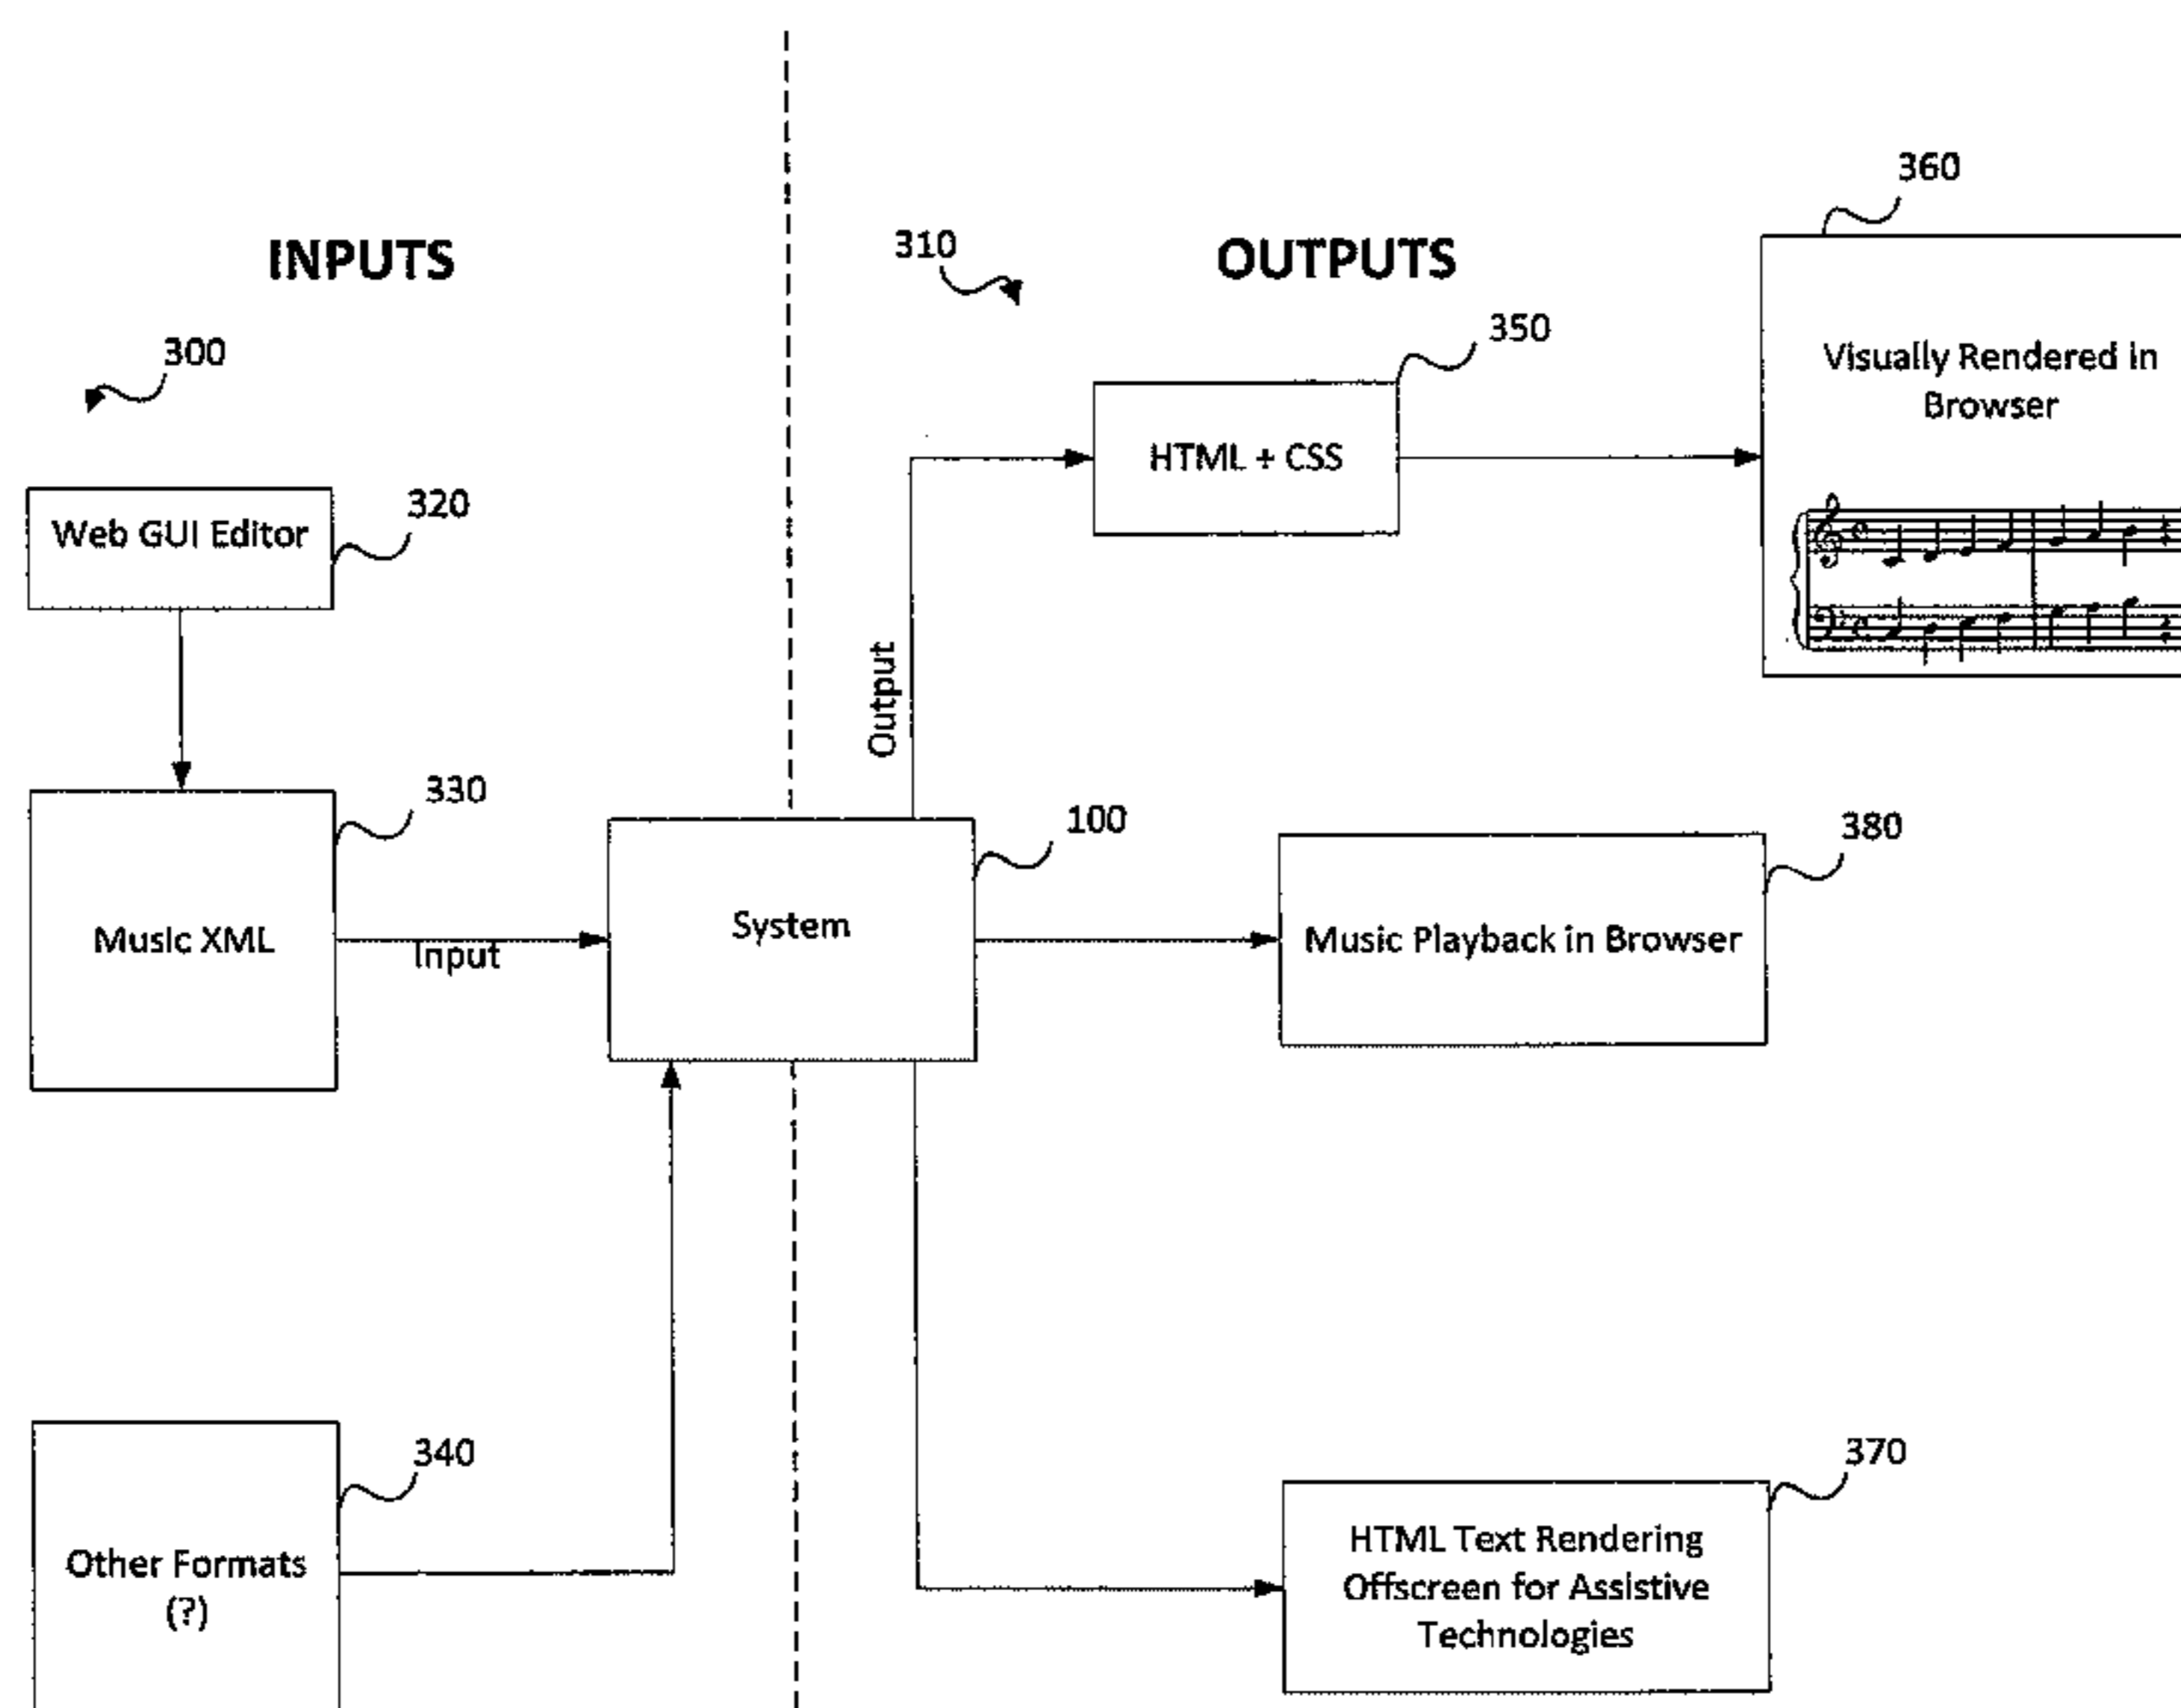 360
INPUTS
310
OUTPUTS
300
350
Visually Rendered in
Browser
HTML + CSS
320
Web GUI Editor
Output
330
100
380
Music XML
Input
System
Music Playback in Browser
340
370
Other Formats
(?)
HTML Text Rendering
Offscreen for Assistive
Technologies